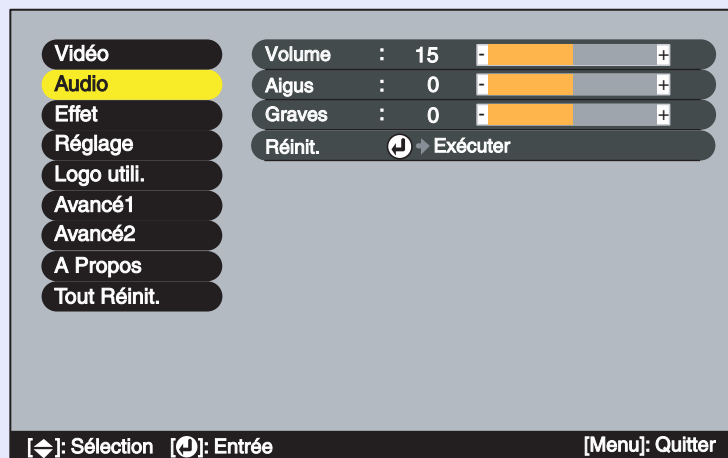 Vidéo
Audio
Effet
Réglage
Logo utili.
Avancé1
Avancé2
A Propos
Tout Réinit.
Volume : 15 - +
Aigus : 0 - +
Graves : 0 - +
Réinit. Exécuter
[ ]: Sélection [ ]: Entrée [Menu]: Quitter